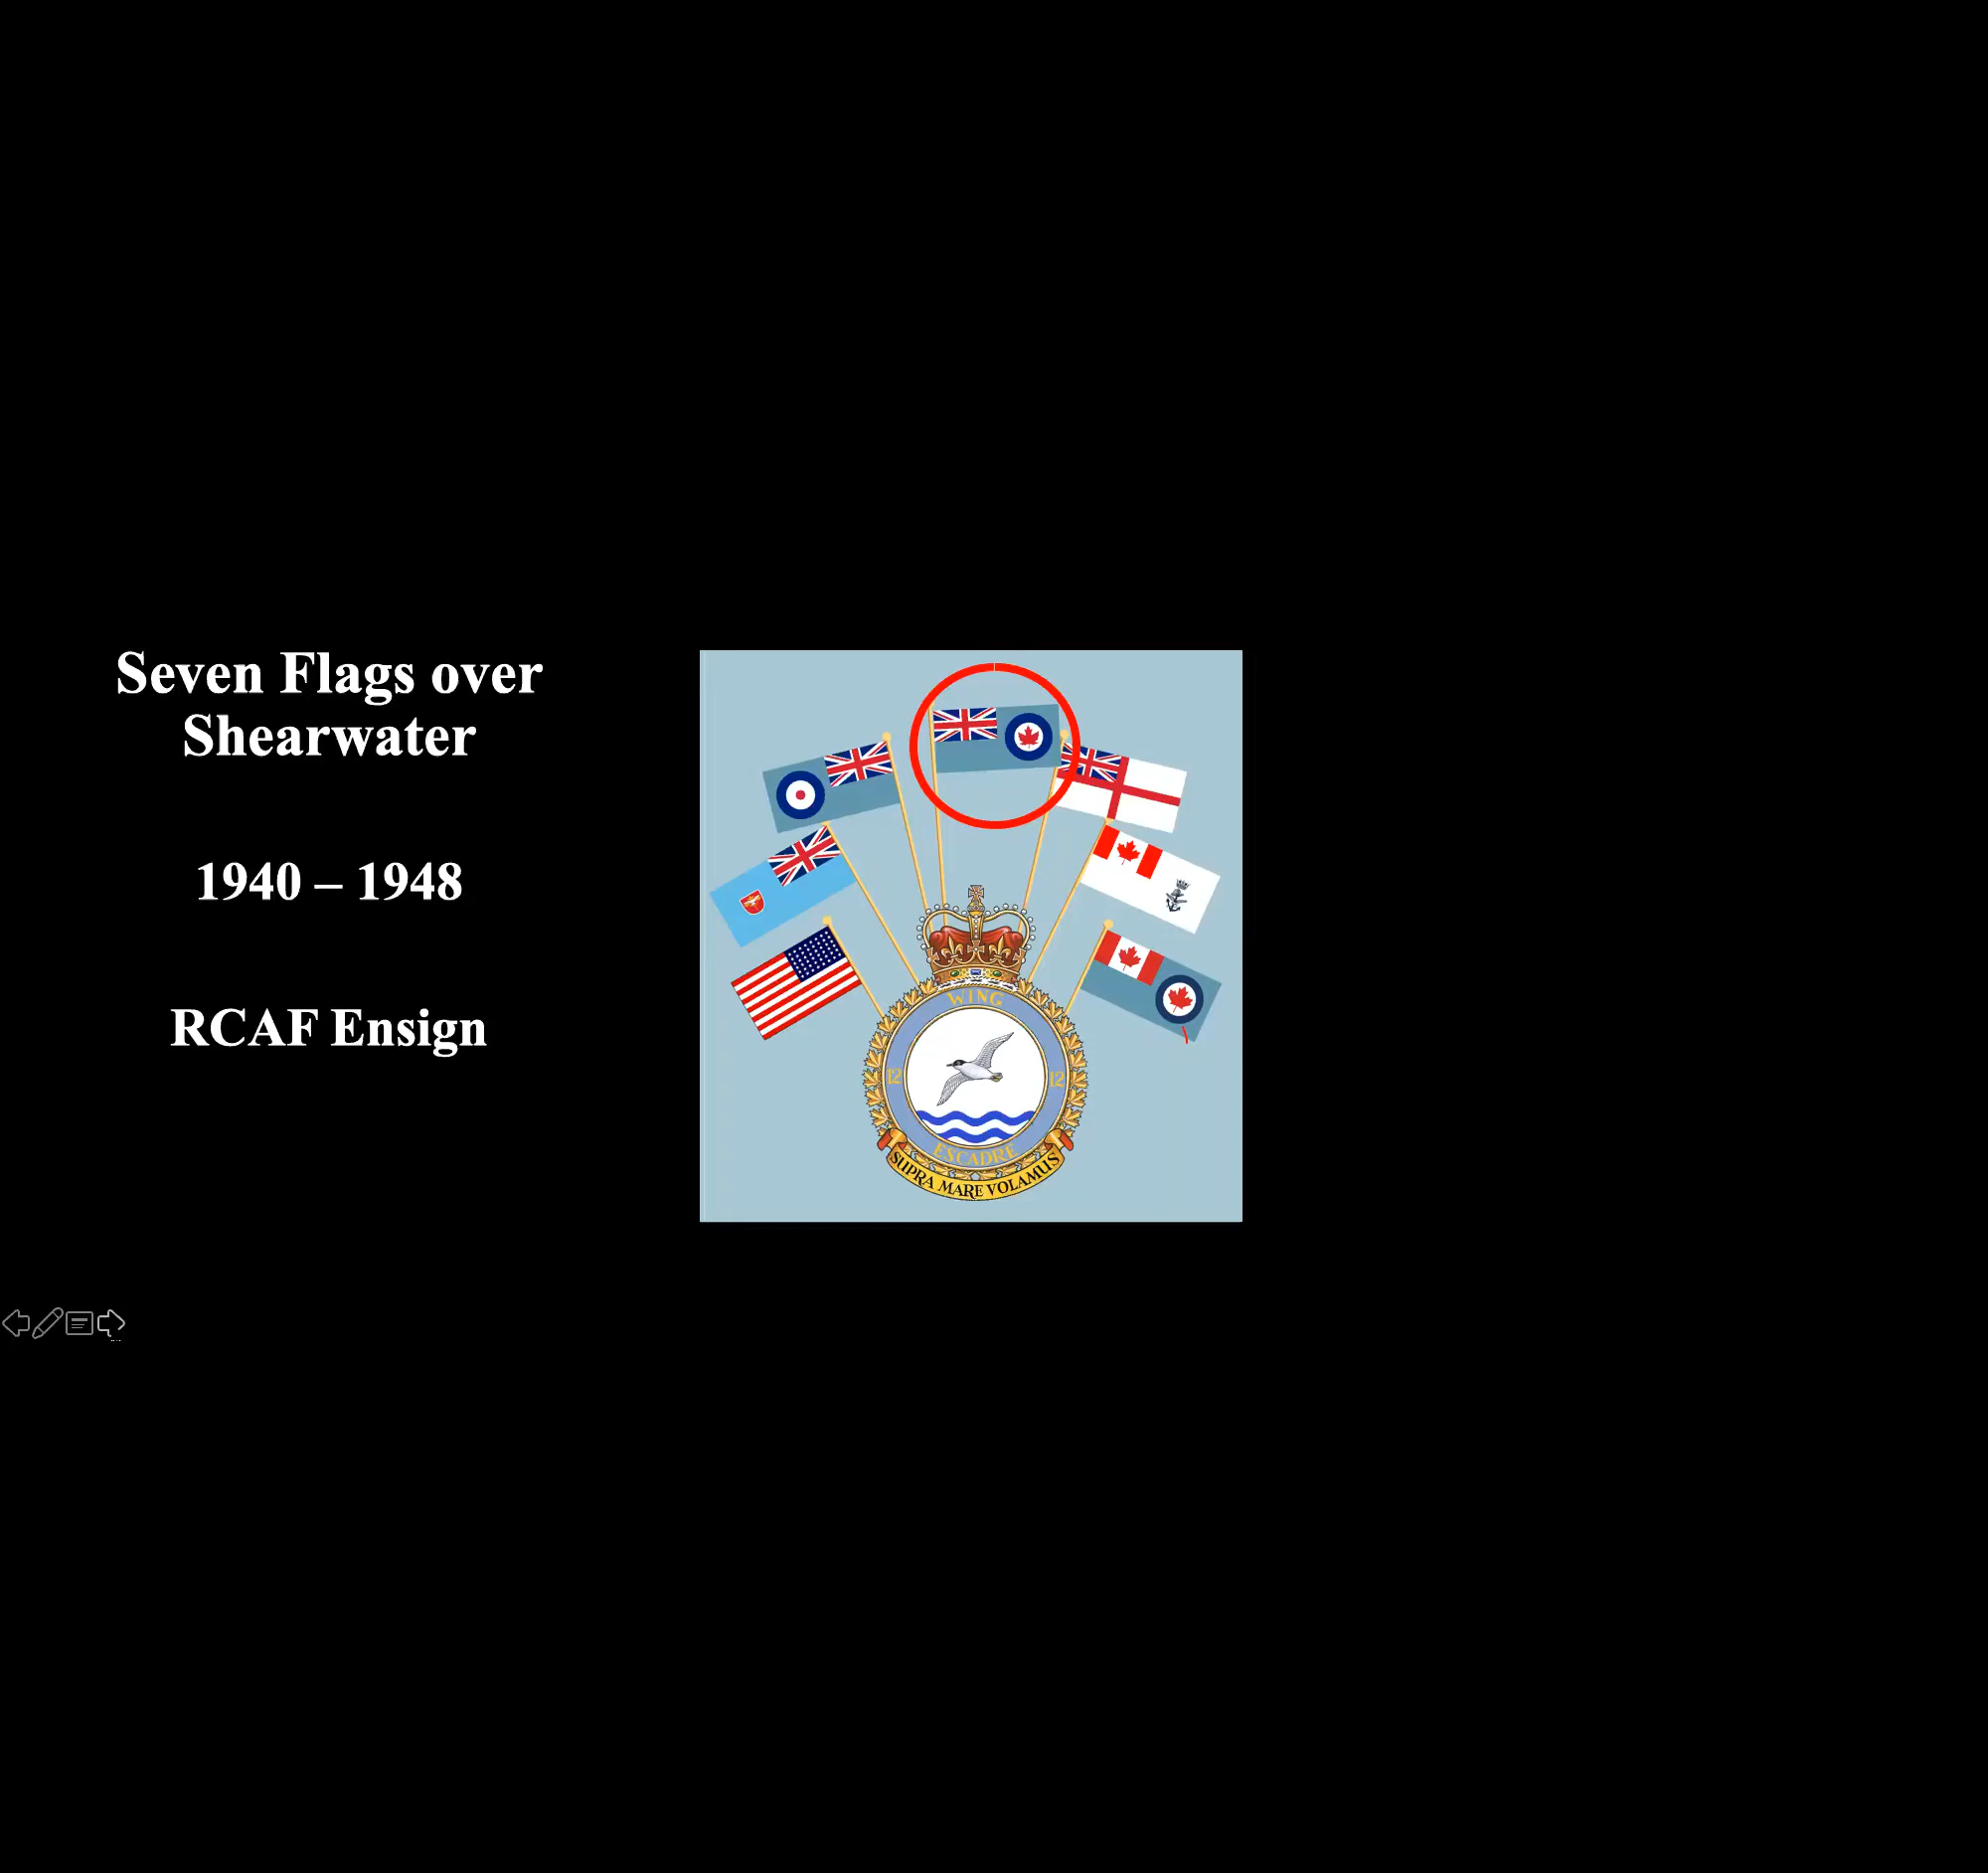 Seven Flags over
Shearwater
1940 – 1948
RCAF Ensign
WING
12
12
ESCADRE
SUPRA MARE VOLAMUS